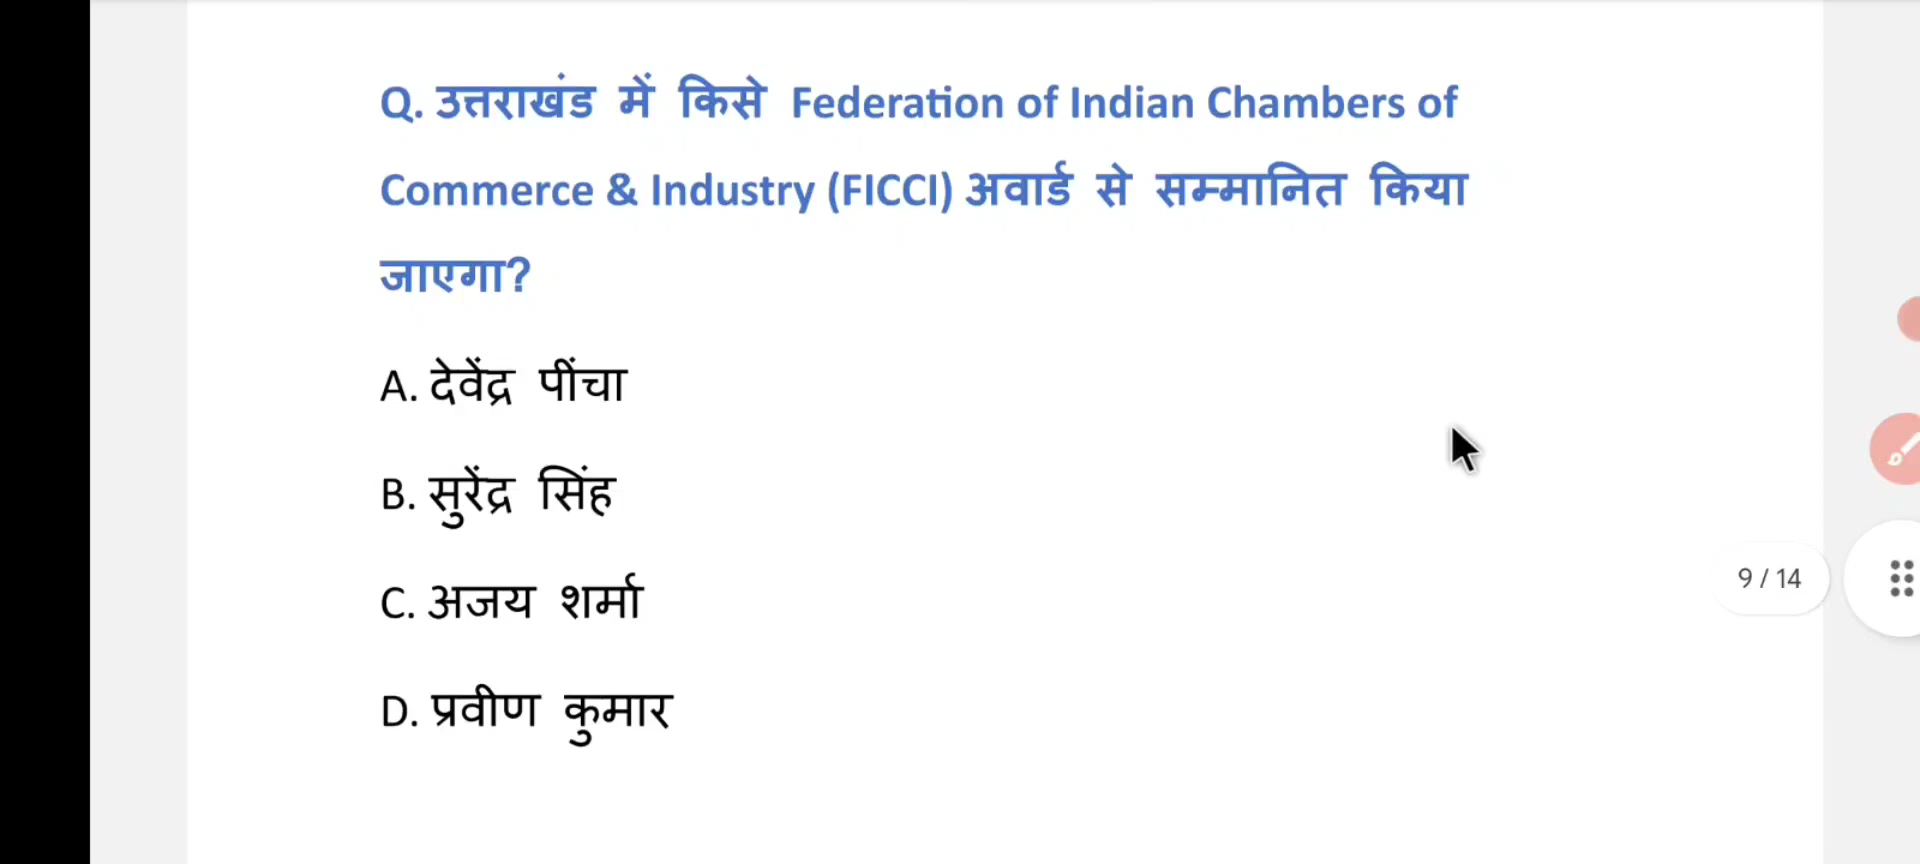 Q. उत्तराखंड में किसे Federation of Indian Chambers of
Commerce & Industry (FICCI) अवार्ड से सम्मानित किया
जाएगा?
A. देवेंद्र पींचा
B. सुरेंद्र सिंह
C. अजय शर्मा
D. प्रवीण कुमार
9 / 14